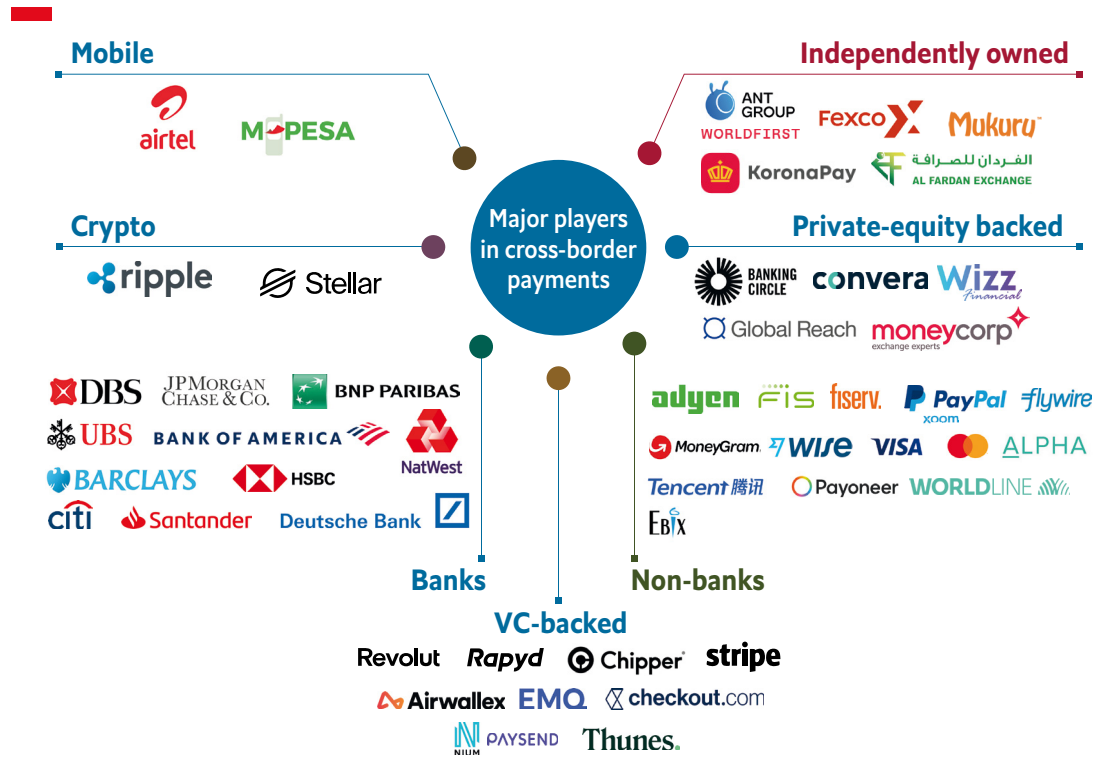 Mobile
airtel
M-PESA
Independently owned
ANT
GROUP
WORLDFIRST
Fexco
Mukuru
KoronaPay
الفردان للصرافة
AL FARDAN EXCHANGE
Crypto
ripple
Stellar
Major players
in cross-border
payments
Private-equity backed
BANKING
CIRCLE
convera
Wizz
Financial
Global Reach
moneycorp
exchange experts
DBS
JPMORGAN
CHASE & CO.
BNP PARIBAS
UBS
BANK OF AMERICA
NatWest
BARCLAYS
HSBC
citi
Santander
Deutsche Bank
Banks
adyen
FIS
fiserv.
PayPal
xoom
flywire
MoneyGram
WISE
VISA
ALPHA
Tencent 腾讯
Payoneer
WORLDLINE
EBIX
Non-banks
VC-backed
Revolut
Rapyd
Chipper
stripe
Airwallex
EMQ
checkout.com
NIUM
PAYSEND
Thunes.